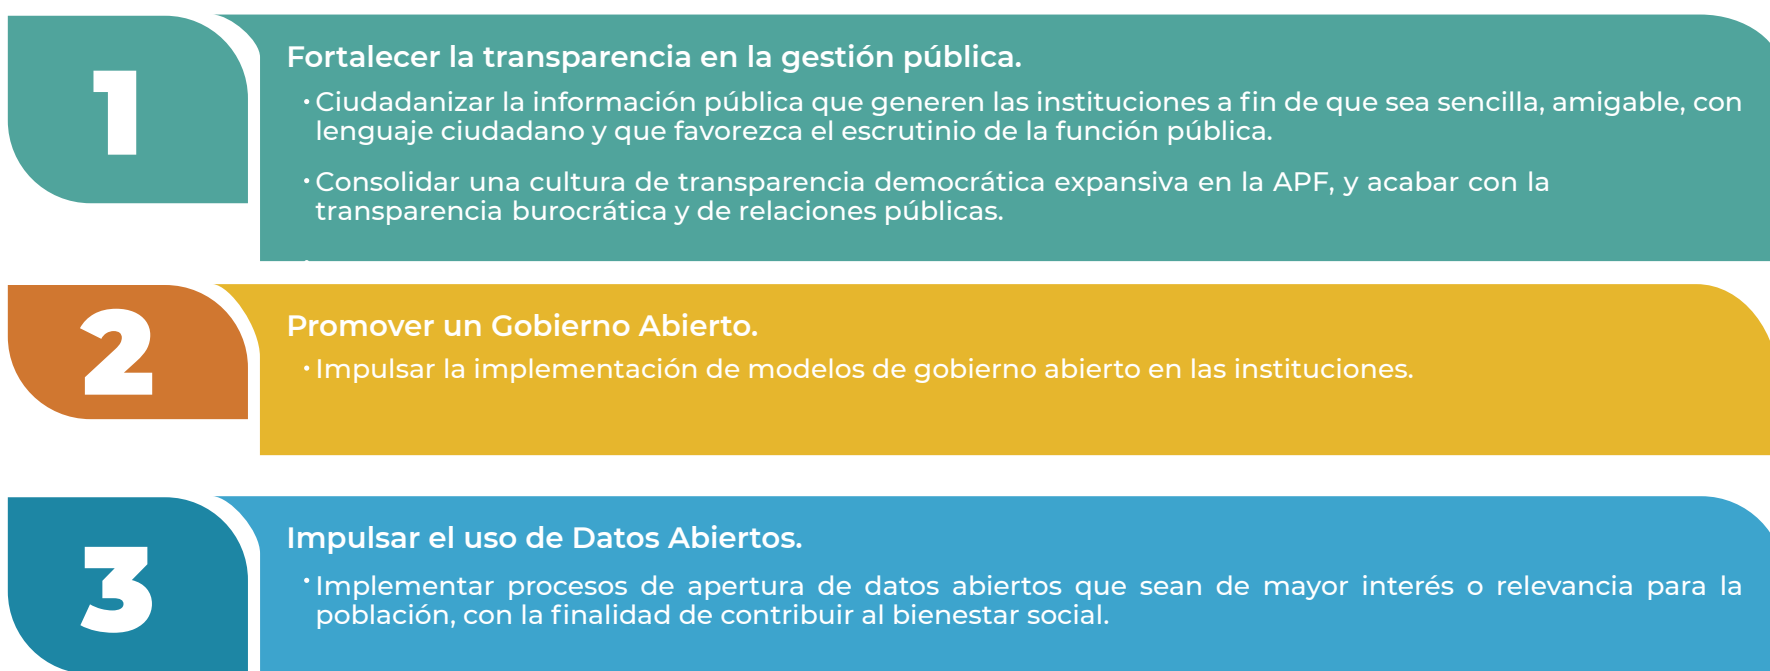 1
Fortalecer la transparencia en la gestión pública.
· Ciudadanizar la información pública que generen las instituciones a fin de que sea sencilla, amigable, con
lenguaje ciudadano y que favorezca el escrutinio de la función pública.
· Consolidar una cultura de transparencia democrática expansiva en la APF, y acabar con la
transparencia burocrática y de relaciones públicas.
2
Promover un Gobierno Abierto.
· Impulsar la implementación de modelos de gobierno abierto en las instituciones.
3
Impulsar el uso de Datos Abiertos.
· Implementar procesos de apertura de datos abiertos que sean de mayor interés o relevancia para la
población, con la finalidad de contribuir al bienestar social.